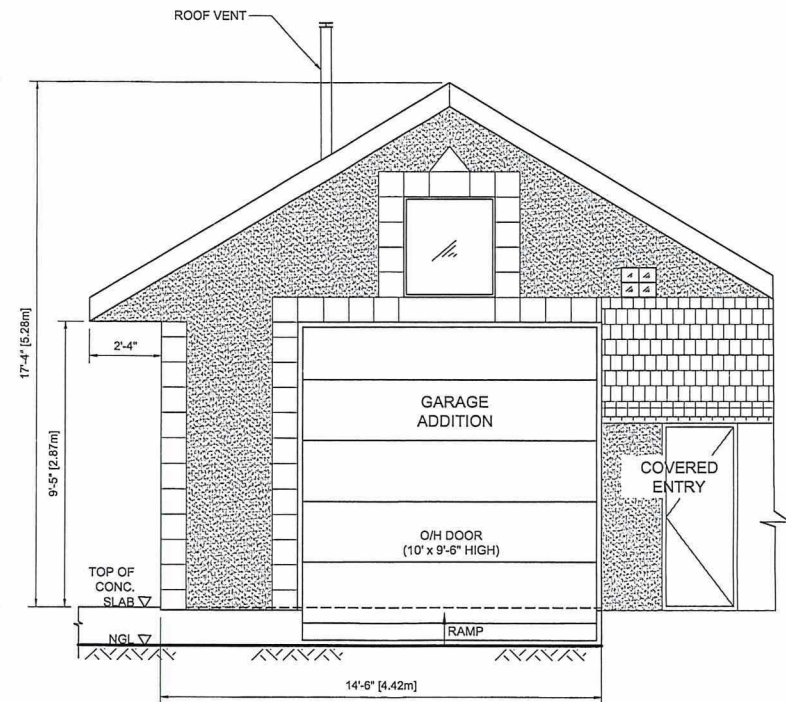 ROOF VENT
17'-4" [5.28m]
2'-4"
9'-5" [2.87m]
GARAGE
ADDITION
COVERED
ENTRY
O/H DOOR
(10' x 9'-6" HIGH)
TOP OF
CONC.
SLAB
RAMP
NGL
14'-6" [4.42m]